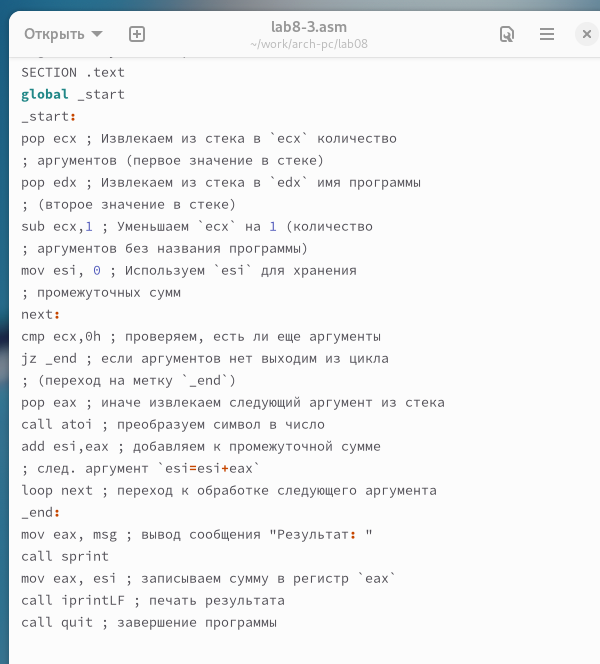 Открыть
lab8-3.asm
~/work/arch-pc/lab08
SECTION .text
global _start
_start:
pop ecx ; Извлекаем из стека в `ecx` количество
; аргументов (первое значение в стеке)
pop edx ; Извлекаем из стека в `edx` имя программы
; (второе значение в стеке)
sub ecx,1 ; Уменьшаем `ecx` на 1 (количество
; аргументов без названия программы)
mov esi, 0 ; Используем `esi` для хранения
; промежуточных сумм
next:
cmp ecx,0h ; проверяем, есть ли еще аргументы
jz _end ; если аргументов нет выходим из цикла
; (переход на метку `_end`)
pop eax ; иначе извлекаем следующий аргумент из стека
call atoi ; преобразуем символ в число
add esi,eax ; добавляем к промежуточной сумме
; след. аргумент `esi=esi+eax`
loop next ; переход к обработке следующего аргумента
_end:
mov eax, msg ; вывод сообщения "Результат: "
call sprint
mov eax, esi ; записываем сумму в регистр `eax`
call iprintLF ; печать результата
call quit ; завершение программы